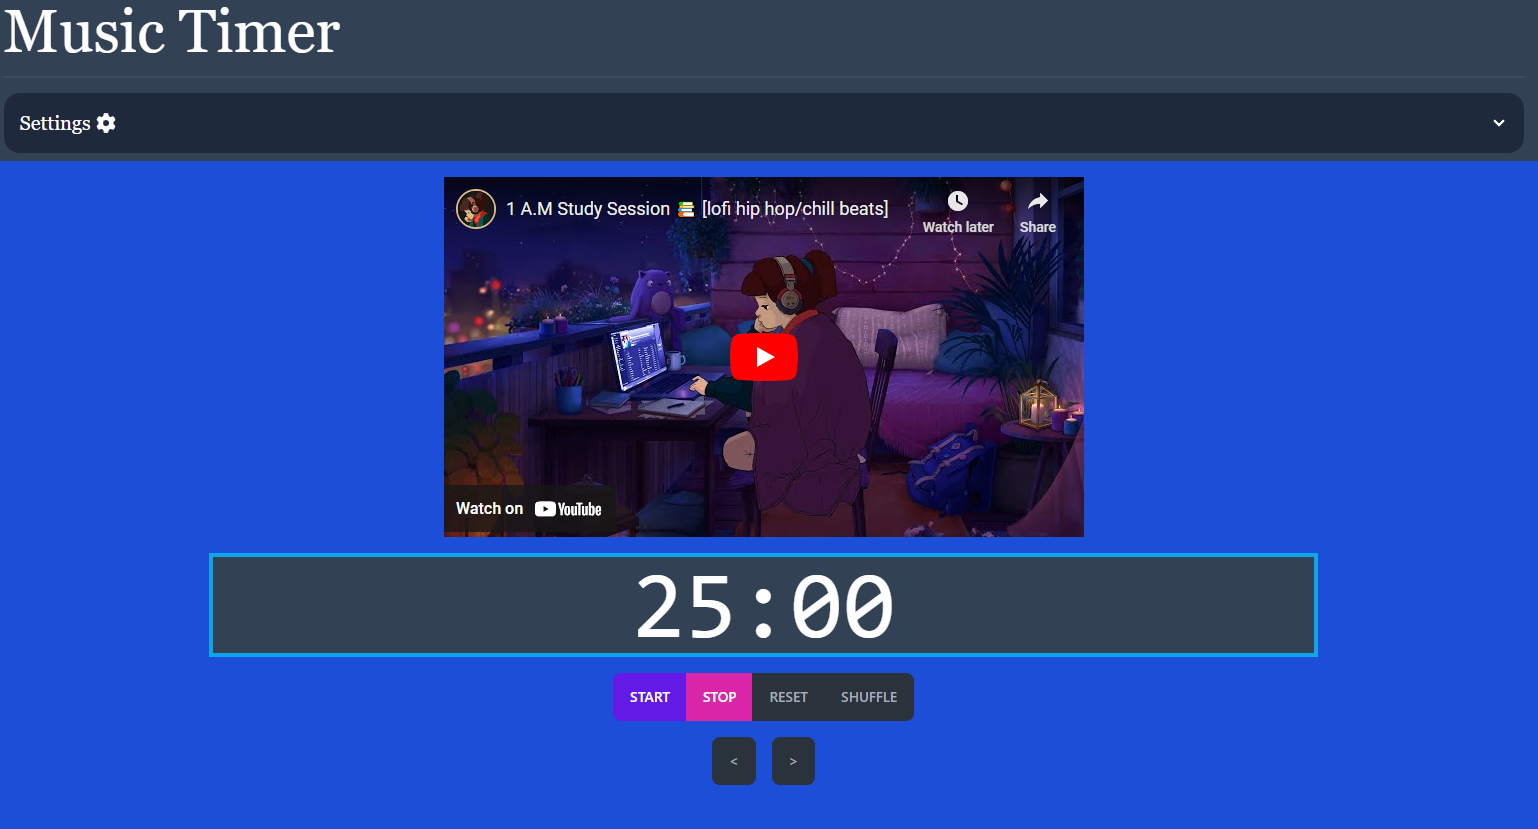 Music Timer
Settings
1 A.M Study Session 📚 [lofi hip hop/chill beats]
Watch later
Share
Watch on YouTube
25:00
START STOP RESET SHUFFLE
< >